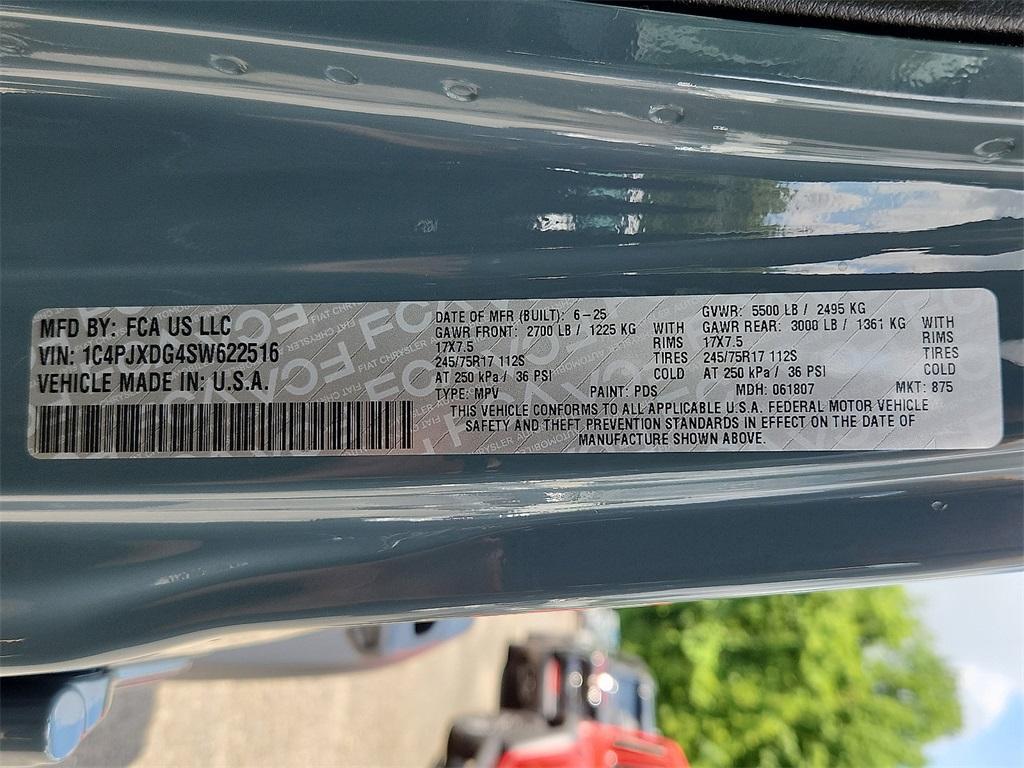 MFD BY: FCA US LLC
VIN: 1C4PJXDG4SW622516
VEHICLE MADE IN: U.S.A.
DATE OF MFR (BUILT): 6-25
GVWR: 5500 LB / 2495 KG
GAWR FRONT: 2700 LB / 1225 KG WITH
GAWR REAR: 3008 LB / 1361 KG WITH
17X7.5 RIMS
17X7.5 RIMS
245/75R17 112S TIRES
245/75R17 112S TIRES
AT 250 kPa / 36 PSI COLD
AT 250 kPa / 36 PSI COLD
TYPE: MPV PAINT: PDS MDH: 061807 MKT: 875
THIS VEHICLE CONFORMS TO ALL APPLICABLE U.S.A. FEDERAL MOTOR VEHICLE
SAFETY AND THEFT PREVENTION STANDARDS IN EFFECT ON THE DATE OF
MANUFACTURE SHOWN ABOVE.